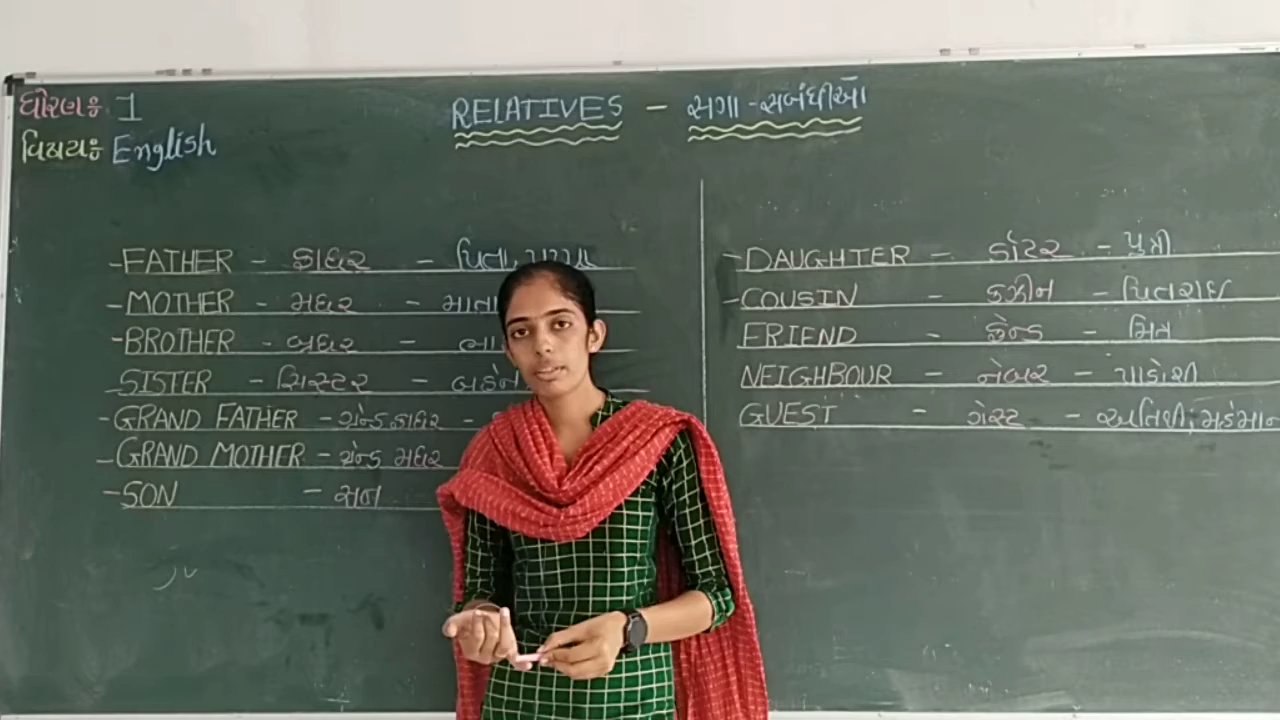 ધોરણઃ 1
વિષયઃ English
RELATIVES - સગા-સબંધીઓ
-FATHER - ફાધર - પિતા, પપ્પા
-MOTHER - મધર - માતા
-BROTHER - બ્રધર -
-SISTER - સિસ્ટર - બહેન
-GRAND FATHER - ગ્રેન્ડ ફાધર -
-GRAND MOTHER - ગ્રેન્ડ મધર
-SON - સન
-DAUGHTER - ડૉટર - પુત્રી
-COUSIN - કઝીન - પિતરાઇ
FRIEND - ફ્રેન્ડ - મિત્ર
NEIGHBOUR - નેબર - પાડોશી
GUEST - ગેસ્ટ - અતિથી, મહેમાન